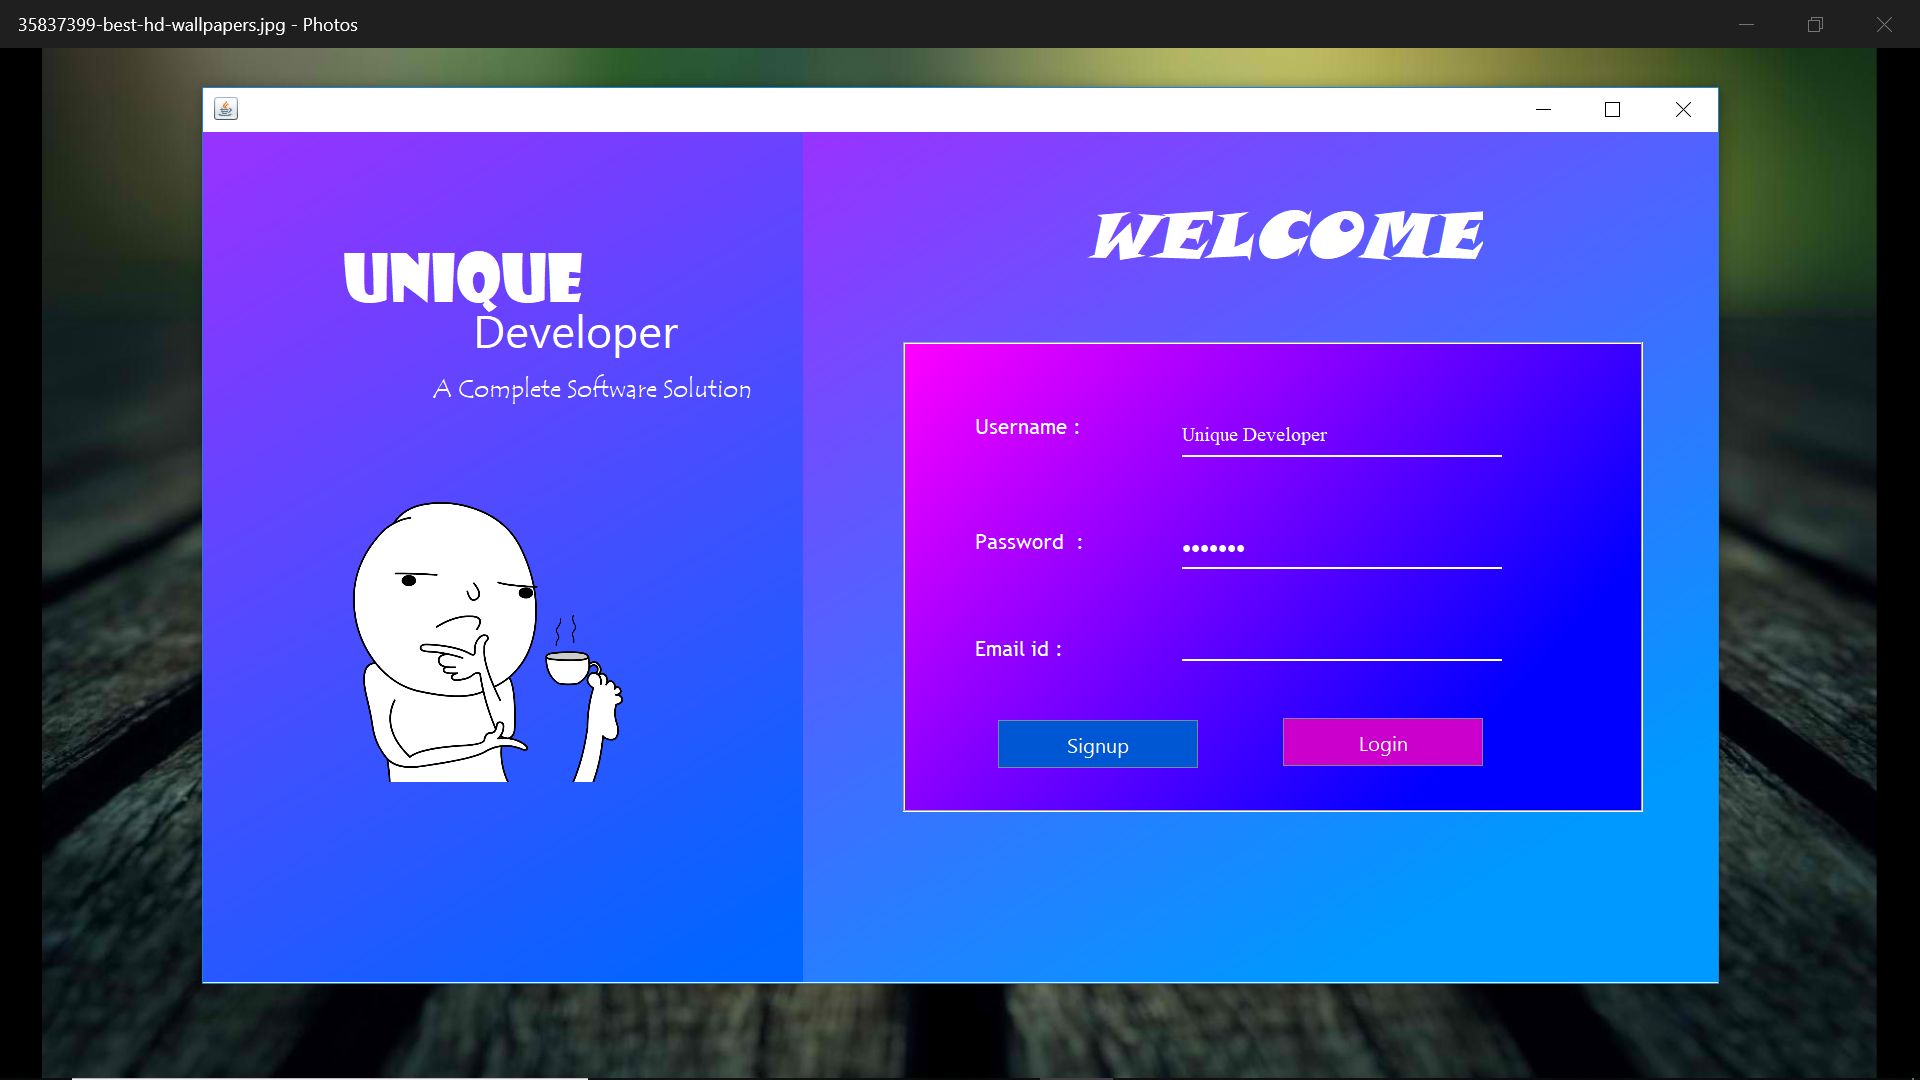 35837399-best-hd-wallpapers.jpg - Photos
UNIQUE
Developer
A Complete Software Solution
WELCOME
Username :
Unique Developer
Password :
•••••••
Email id :
Signup
Login